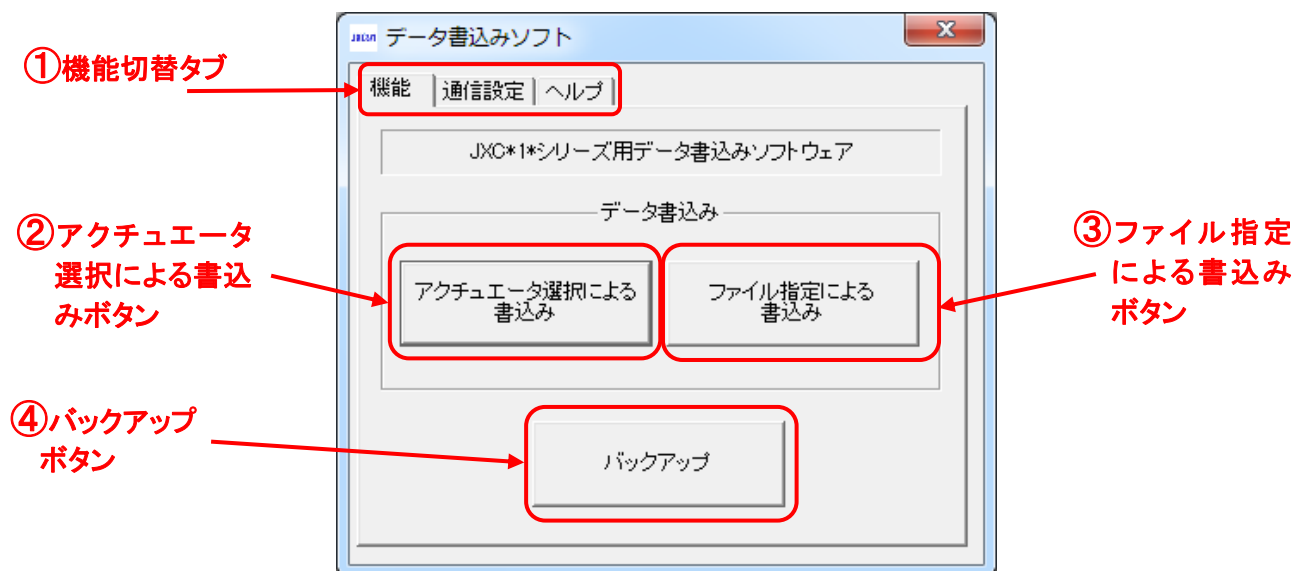 データ書込みソフト
①機能切替タブ
機能 通信設定 ヘルプ
JXC*1*シリーズ用データ書込みソフトウェア
データ書込み
②アクチュエータ
選択による書込
みボタン
アクチュエータ選択による
書込み
ファイル指定による
書込み
③ファイル指定
による書込み
ボタン
④バックアップ
ボタン
バックアップ